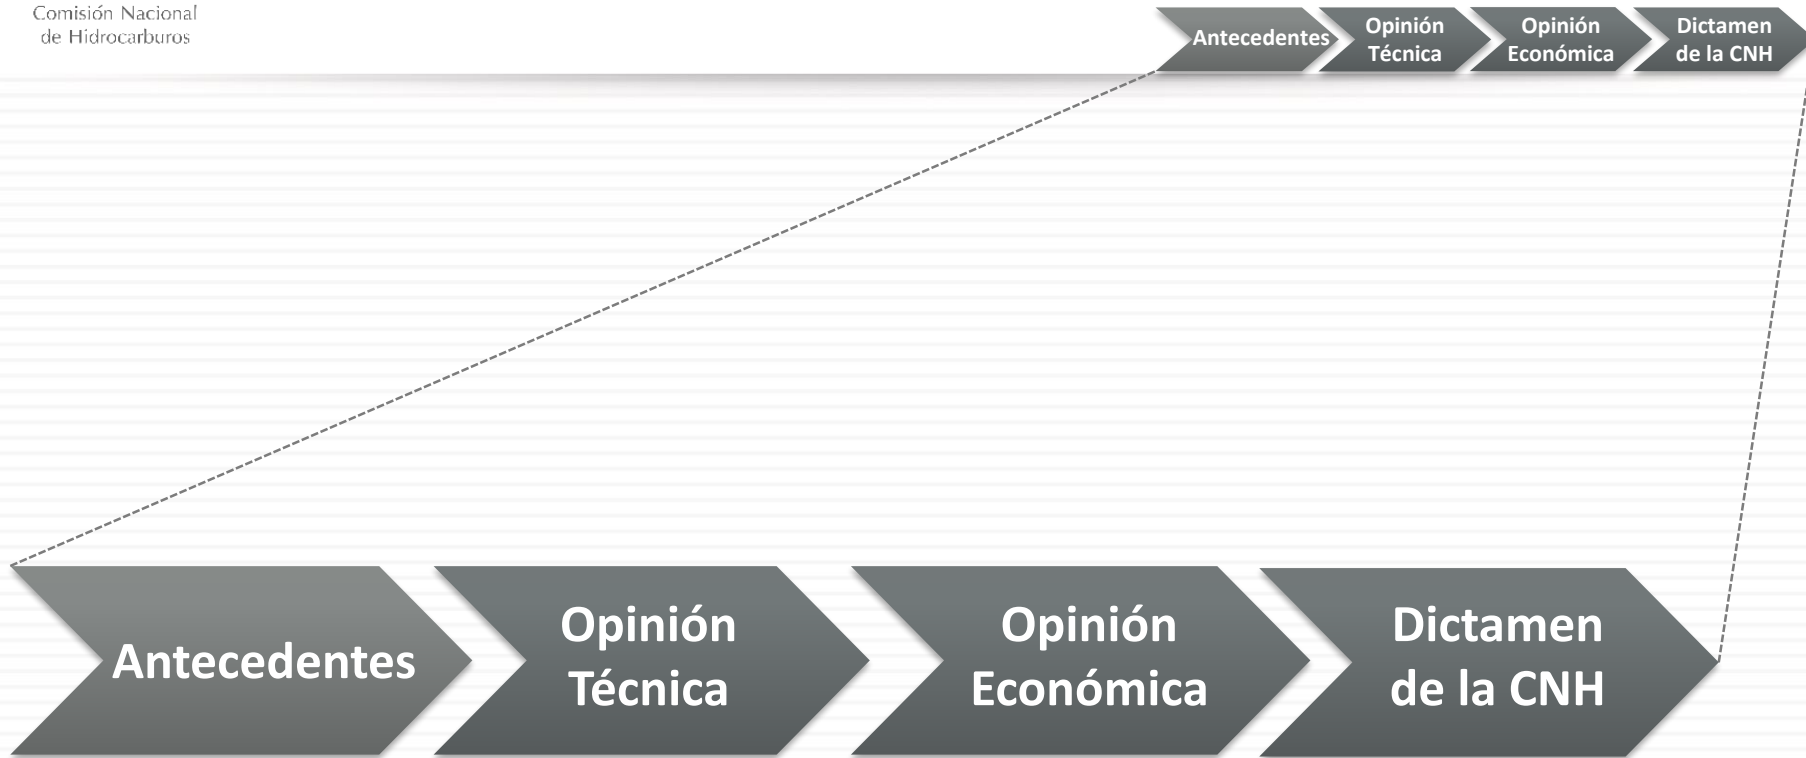 Comisión Nacional
de Hidrocarburos
Antecedentes
Opinión
Técnica
Opinión
Económica
Dictamen
de la CNH
Antecedentes
Opinión
Técnica
Opinión
Económica
Dictamen
de la CNH